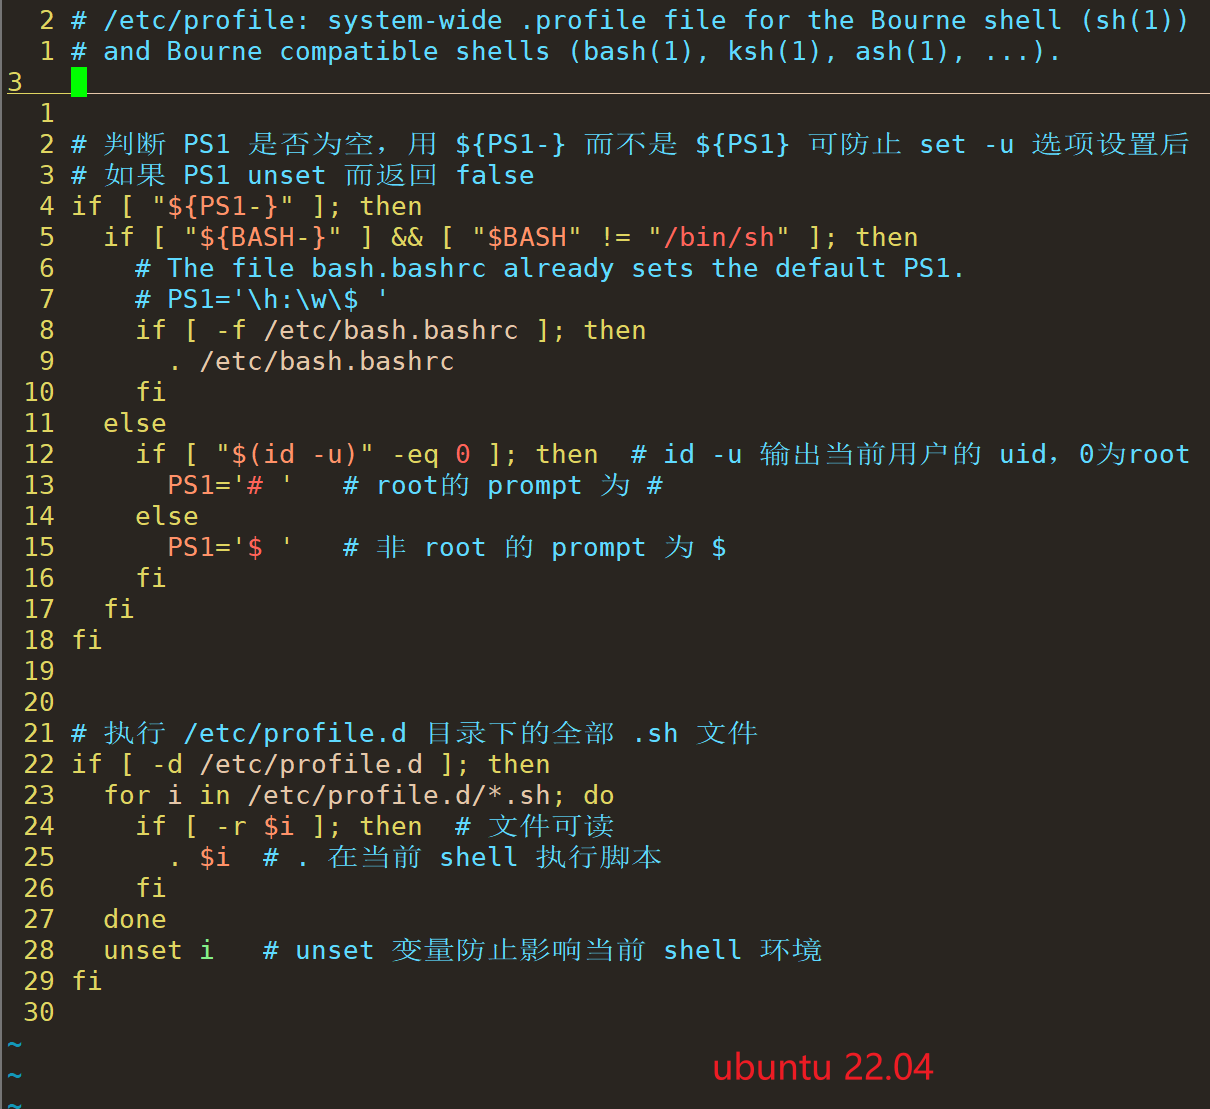 2 # /etc/profile: system-wide .profile file for the Bourne shell (sh(1))
1 # and Bourne compatible shells (bash(1), ksh(1), ash(1), ...).
3
1
2 # 判断 PS1 是否为空，用 ${PS1-} 而不是 ${PS1} 可防止 set -u 选项设置后
3 # 如果 PS1 unset 而返回 false
4 if [ "${PS1-}" ]; then
5   if [ "${BASH-}" ] && [ "$BASH" != "/bin/sh" ]; then
6     # The file bash.bashrc already sets the default PS1.
7     # PS1='\h:\w\$ '
8     if [ -f /etc/bash.bashrc ]; then
9       . /etc/bash.bashrc
10     fi
11   else
12     if [ "$(id -u)" -eq 0 ]; then  # id -u 输出当前用户的 uid，0为root
13       PS1='# '   # root的 prompt 为 #
14     else
15       PS1='$ '   # 非 root 的 prompt 为 $
16     fi
17   fi
18 fi
19
20
21 # 执行 /etc/profile.d 目录下的全部 .sh 文件
22 if [ -d /etc/profile.d ]; then
23   for i in /etc/profile.d/*.sh; do
24     if [ -r $i ]; then  # 文件可读
25       . $i  # . 在当前 shell 执行脚本
26     fi
27   done
28   unset i   # unset 变量防止影响当前 shell 环境
29 fi
30
~
~
ubuntu 22.04
~